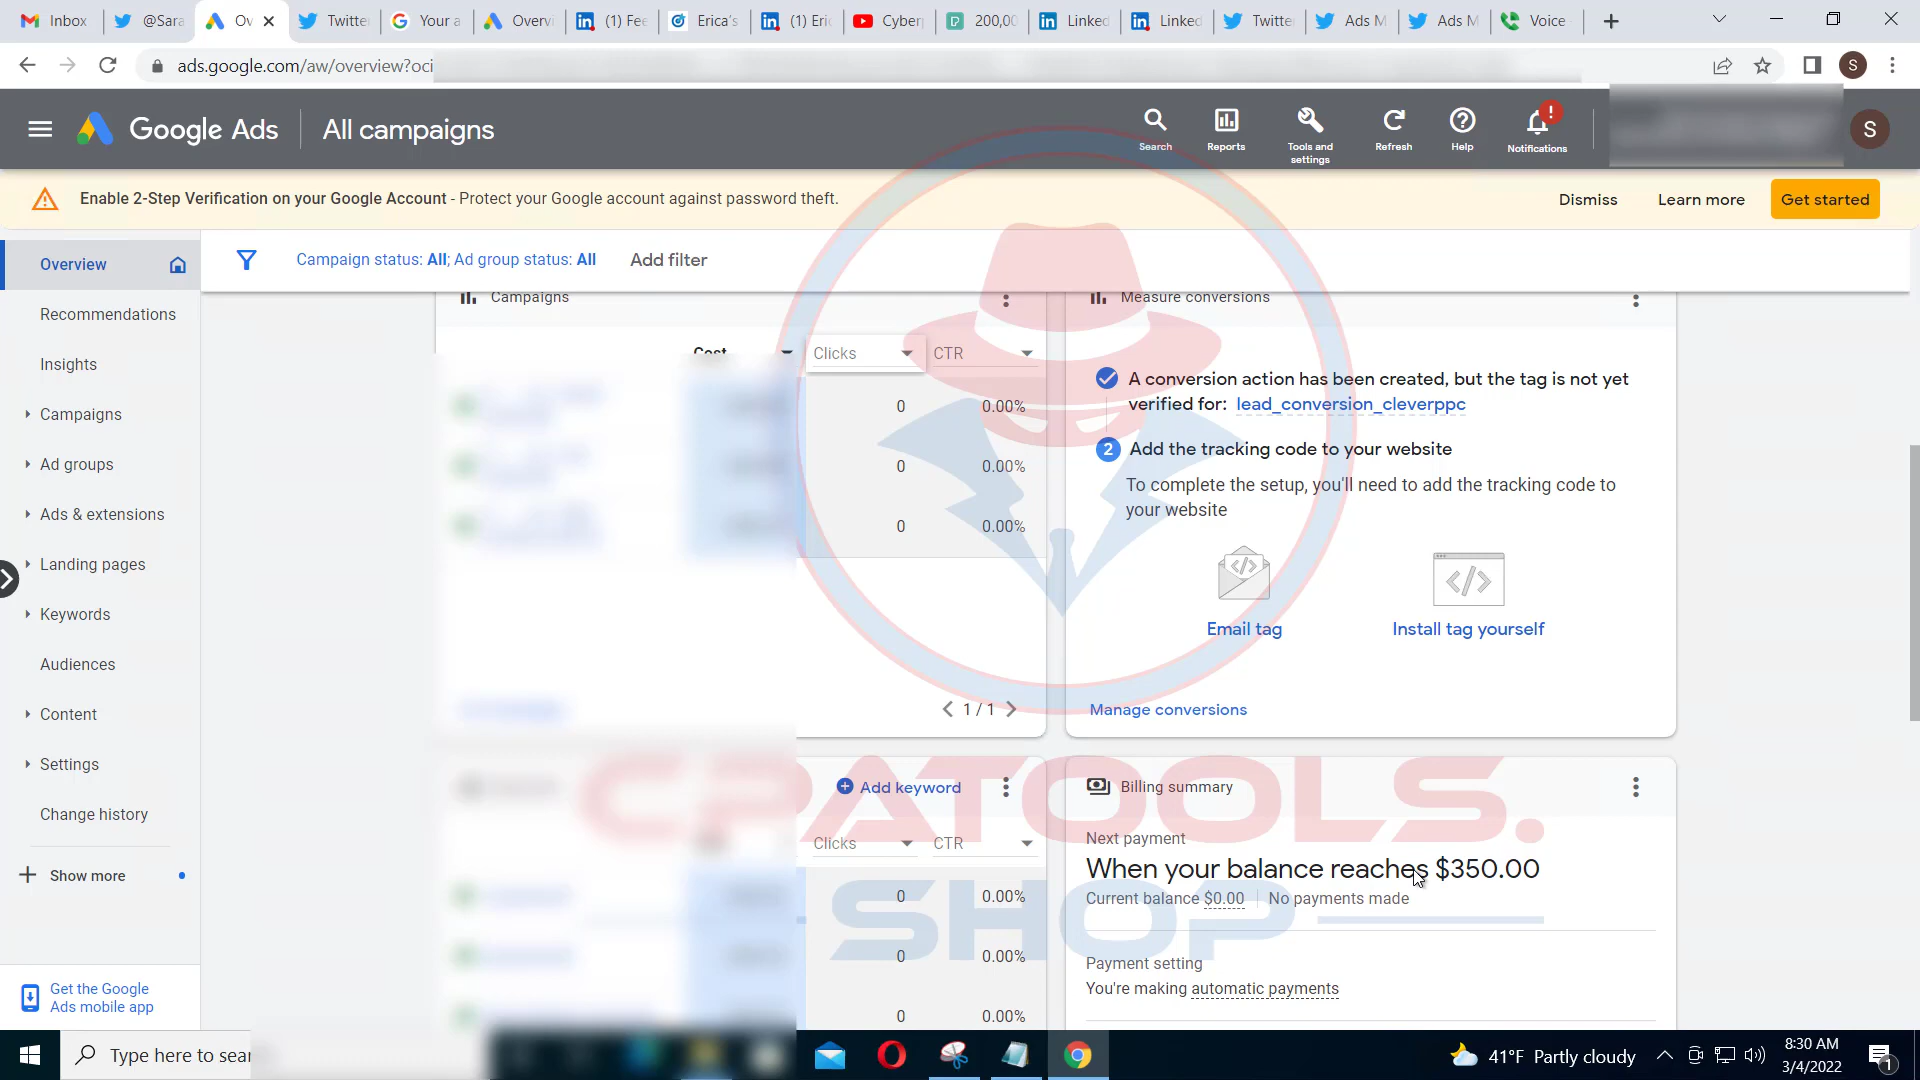 Inbox
@Sara
Ov
Twitte
Your a
Overvi
(1) Fee
Erica's
(1) Eri
Cyber
200,00
Linked
Linked
Twitte
Ads M
Ads M
Voice
ads.google.com/aw/overview?oci
S
Google Ads
All campaigns
Search
Reports
Tools and
settings
Refresh
Help
!
Notifications
S
Enable 2-Step Verification on your Google Account - Protect your Google account against password theft.
Dismiss
Learn more
Get started
Overview
Recommendations
Insights
Campaigns
Ad groups
Ads & extensions
Landing pages
Keywords
Audiences
Content
Settings
Change history
Show more
Get the Google
Ads mobile app
Campaign status: All; Ad group status: All
Add filter
Campaigns
Cost
Clicks
CTR
0 0.00%
0 0.00%
0 0.00%
1 / 1
Measure conversions
A conversion action has been created, but the tag is not yet
verified for: lead_conversion_cleverppc
2 Add the tracking code to your website
To complete the setup, you'll need to add the tracking code to
your website
Email tag
Install tag yourself
Manage conversions
Add keyword
Clicks
CTR
0 0.00%
0 0.00%
0 0.00%
Billing summary
Next payment
When your balance reaches $350.00
Current balance $0.00 No payments made
Payment setting
You're making automatic payments
CPATOOLS.
SHOP
Type here to sear
41°F Partly cloudy
8:30 AM
3/4/2022
1